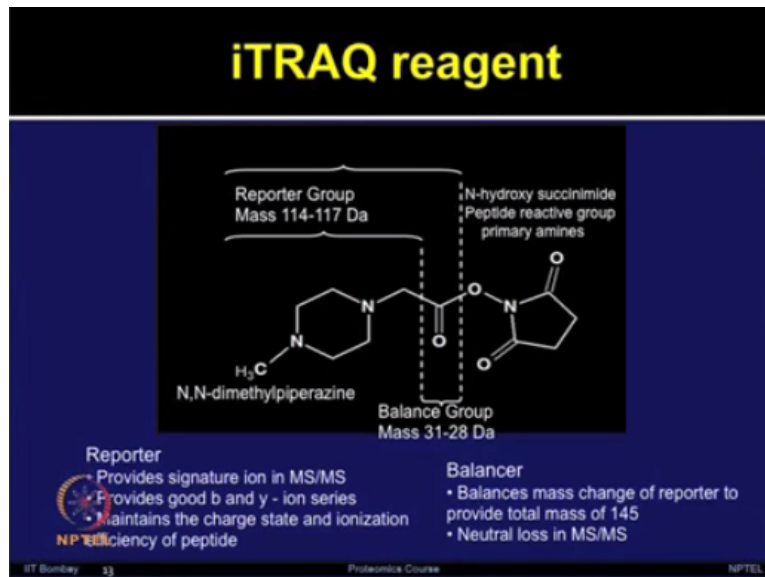 iTRAQ reagent
Reporter Group
Mass 114-117 Da
N-hydroxy succinimide
Peptide reactive group
primary amines
O
O
N
N
O
N
O
H₃C
N,N-dimethylpiperazine
Balance Group
Mass 31-28 Da
Reporter
• Provides signature ion in MS/MS
• Provides good b and y - ion series
• Maintains the charge state and ionization
efficiency of peptide
Balancer
• Balances mass change of reporter to
provide total mass of 145
• Neutral loss in MS/MS
NPTEL
IIT Bombay 13 Proteomics Course NPTEL